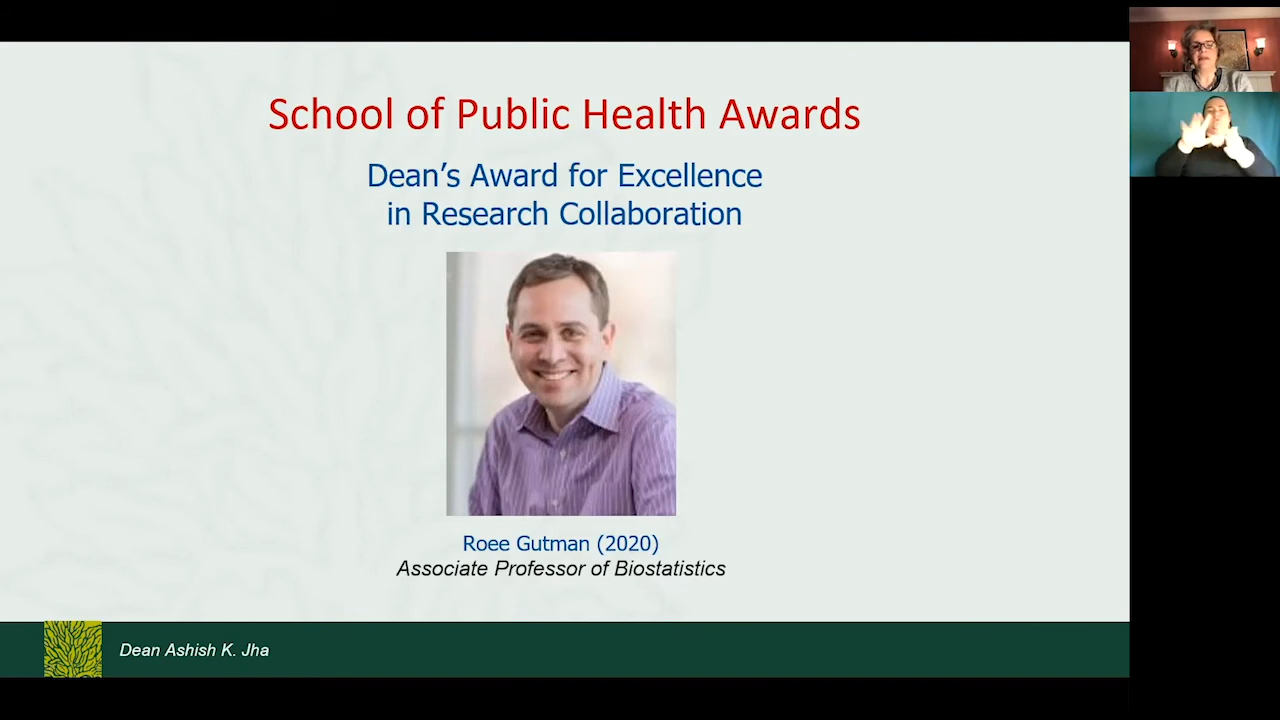 School of Public Health Awards
Dean’s Award for Excellence
in Research Collaboration
Roee Gutman (2020)
Associate Professor of Biostatistics
Dean Ashish K. Jha